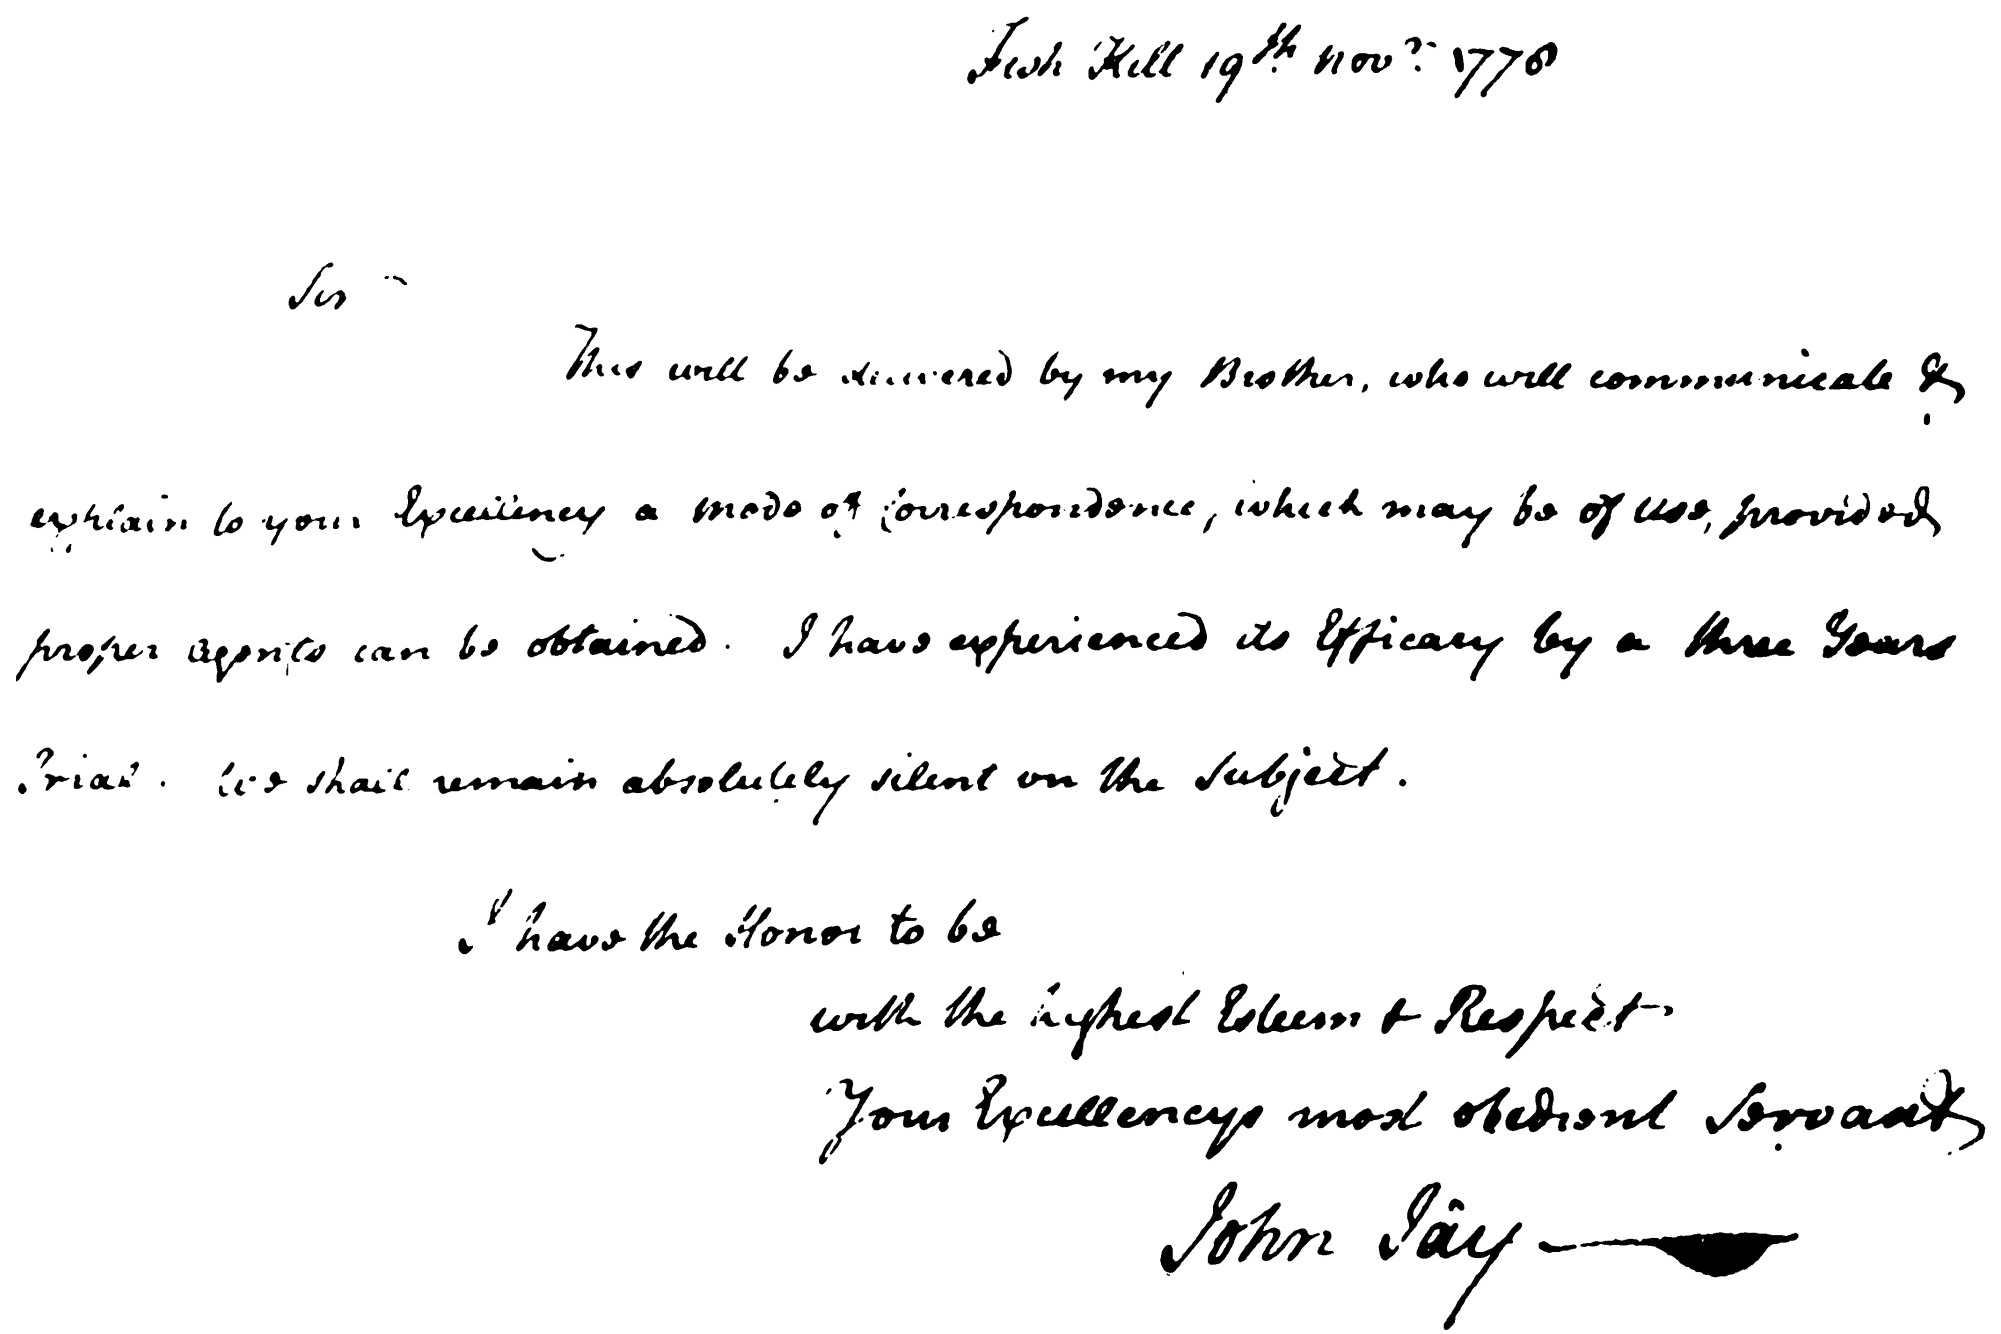 Fish Kill 19th Novr. 1778
Sir
This will be delivered by my Brother, who will communicate &
explain to your Excellency a mode of Correspondence, which may be of use, provided
proper agents can be obtained. I have experienced its Efficacy by a three Years
Trial. We shall remain absolutely silent on the Subject.
I have the Honor to be
with the highest Esteem & Respect
Your Excellencys most obedient Servant
John Jay